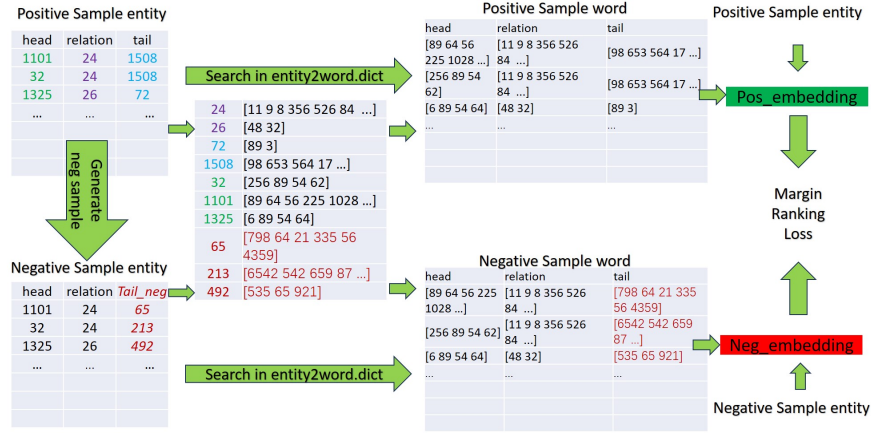 Positive Sample entity
head relation tail
1101 24 1508
32 24 1508
1325 26 72
... ... ...
Generate
neg sample
Negative Sample entity
head relation Tail_neg
1101 24 65
32 24 213
1325 26 492
... ... ...
Search in entity2word.dict
24 [11 9 8 356 526 84 ...]
26 [48 32]
72 [89 3]
1508 [98 653 564 17 ...]
32 [256 89 54 62]
1101 [89 64 56 225 1028 ...]
1325 [6 89 54 64]
65 [798 64 21 335 56
4359]
213 [6542 542 659 87 ...]
492 [535 65 921]
Search in entity2word.dict
Positive Sample word
head relation tail
[89 64 56
225 1028 ...]
[11 9 8 356 526
84 ...]
[98 653 564 17 ...]
[256 89 54
62]
[11 9 8 356 526
84 ...]
[98 653 564 17 ...]
[6 89 54 64] [48 32] [89 3]
... ... ...
Negative Sample word
head relation tail
[89 64 56 225
1028 ...]
[11 9 8 356 526
84 ...]
[798 64 21 335
56 4359]
[256 89 54 62]
[11 9 8 356 526
84 ...]
[6542 542 659
87 ...]
[6 89 54 64] [48 32] [535 65 921]
... ... ...
Positive Sample entity
Pos_embedding
Margin
Ranking
Loss
Neg_embedding
Negative Sample entity